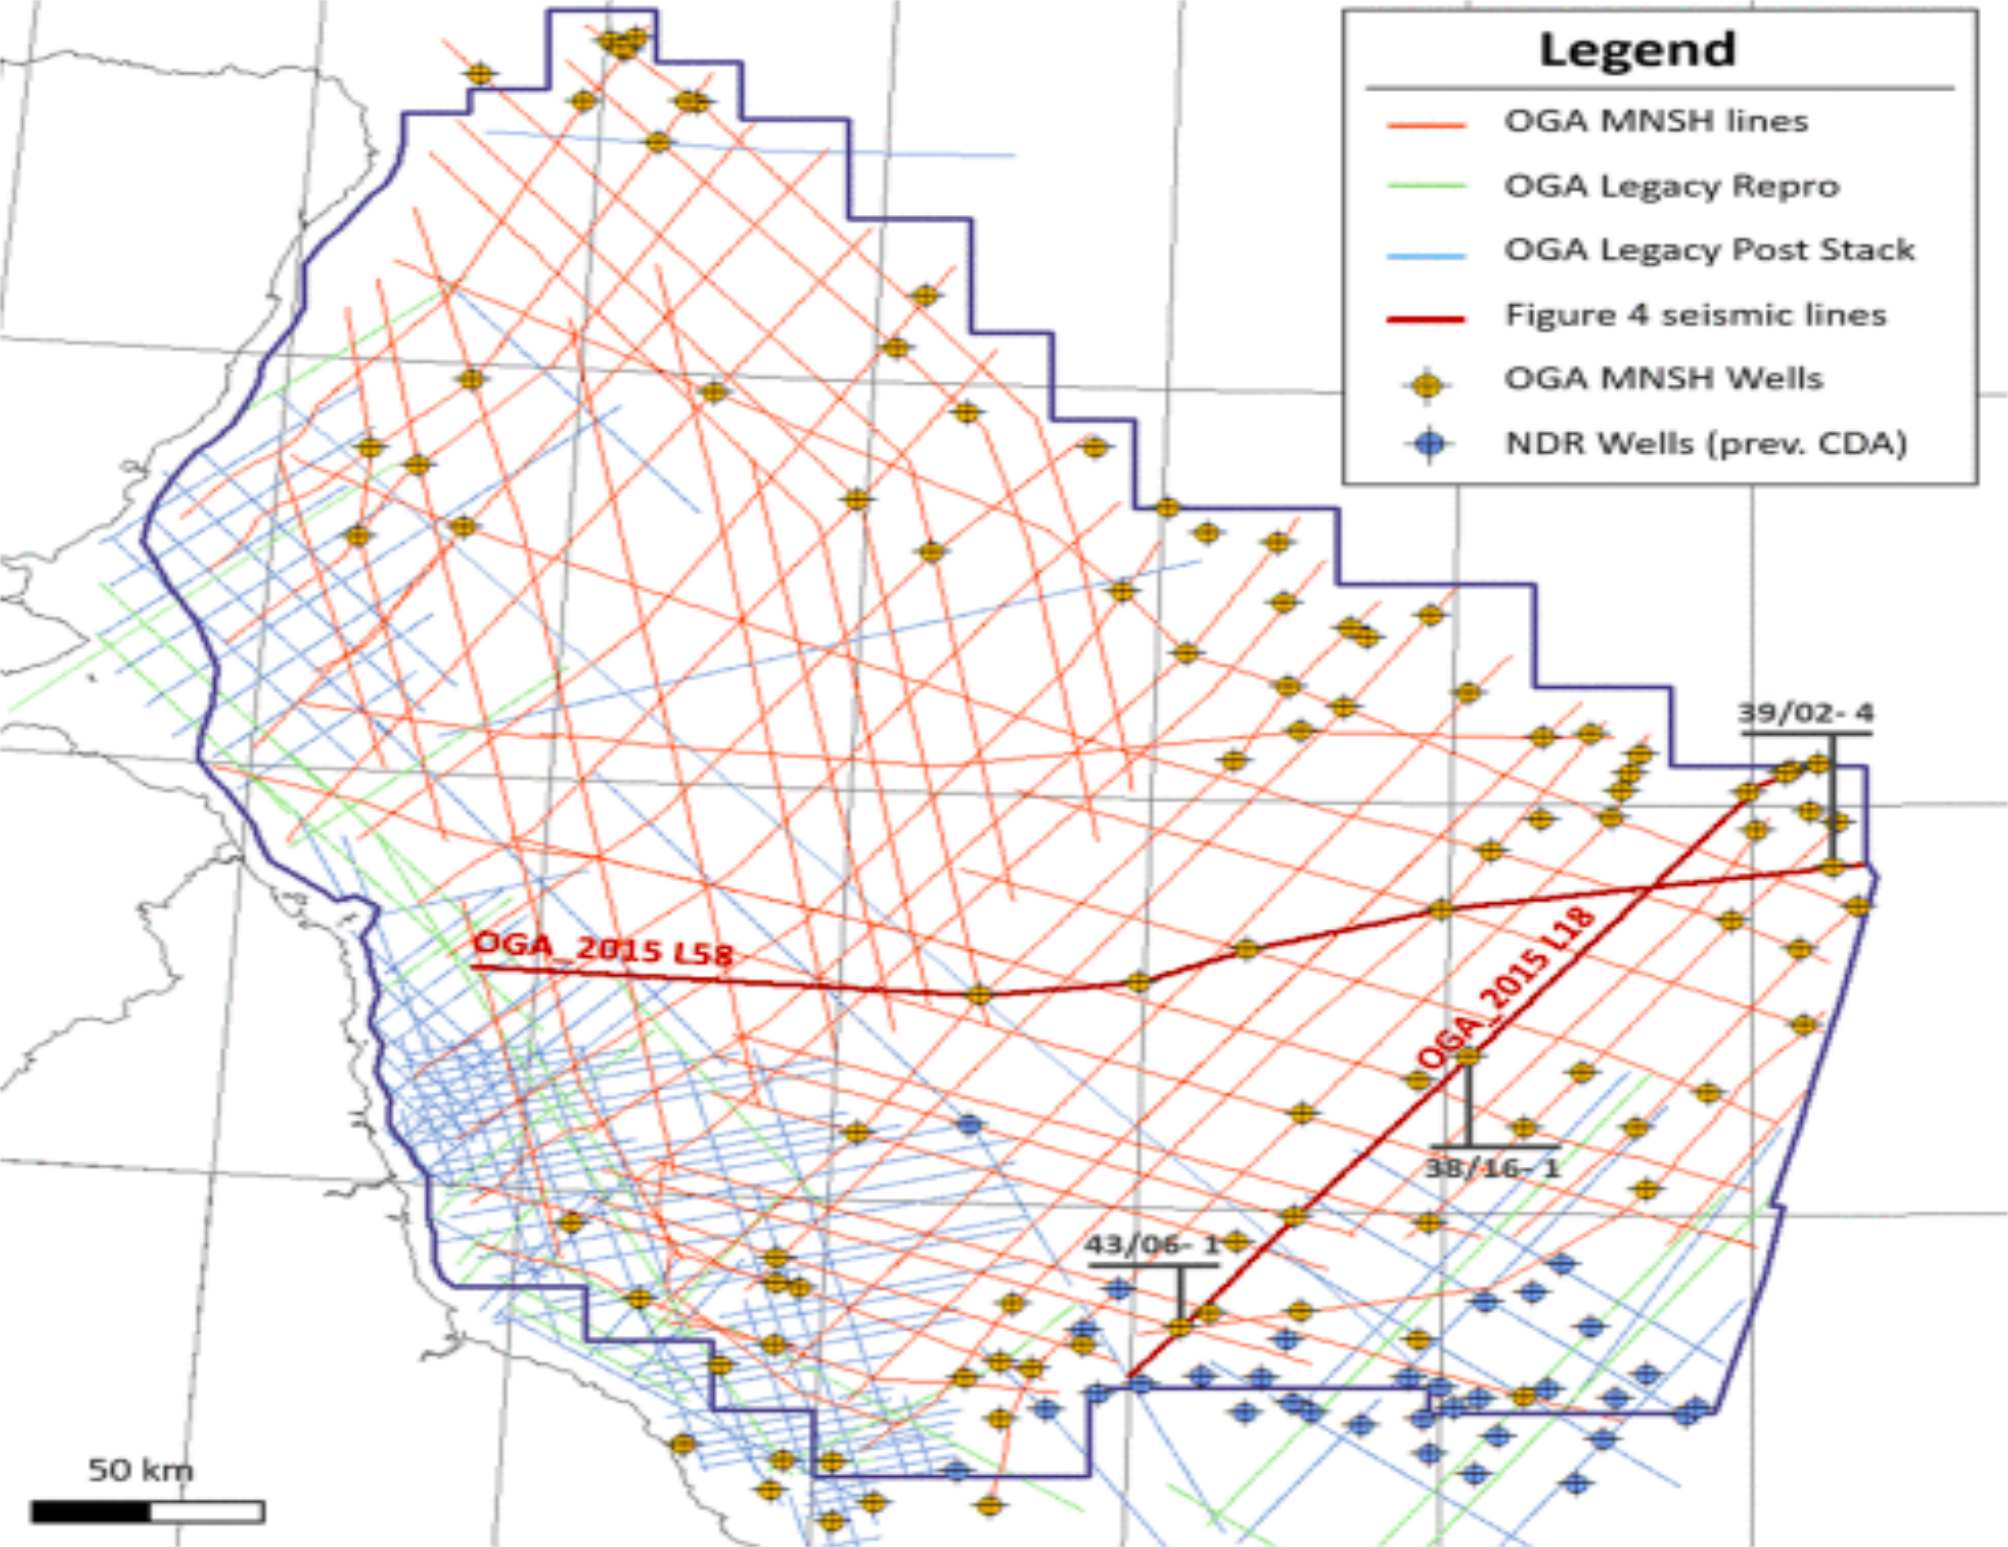 Legend
OGA MNSH lines
OGA Legacy Repro
OGA Legacy Post Stack
Figure 4 seismic lines
OGA MNSH Wells
NDR Wells (prev. CDA)
39/02- 4
OGA_2015 L58
OGA_2015 L18
38/16- 1
43/06- 1
50 km